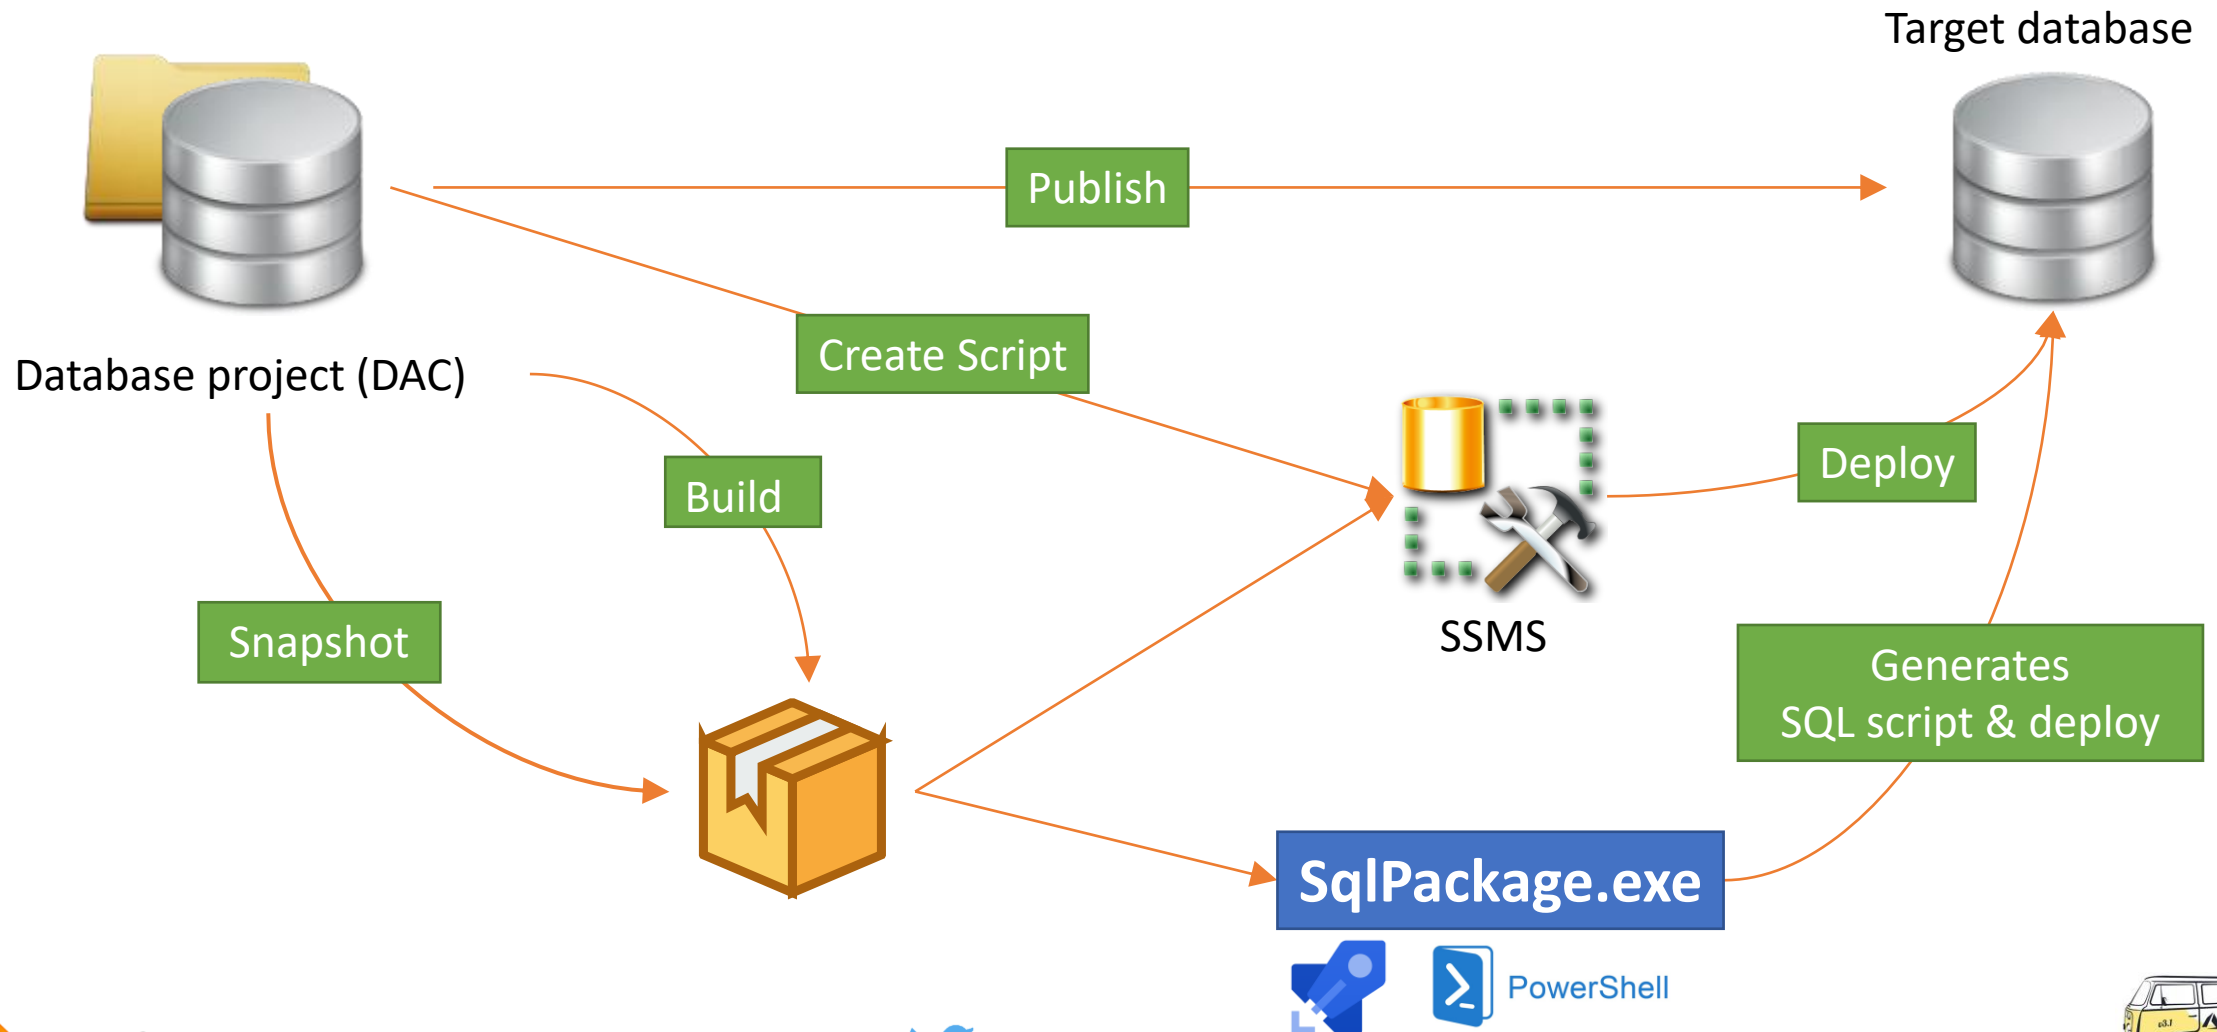 Target database
Publish
Create Script
Database project (DAC)
Deploy
Build
Snapshot
SSMS
Generates
SQL script & deploy
SqlPackage.exe
PowerShell